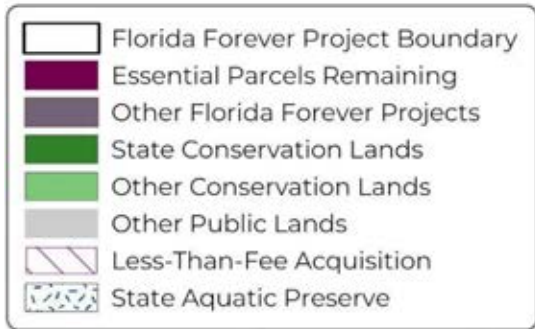 Florida Forever Project Boundary
Essential Parcels Remaining
Other Florida Forever Projects
State Conservation Lands
Other Conservation Lands
Other Public Lands
Less-Than-Fee Acquisition
State Aquatic Preserve